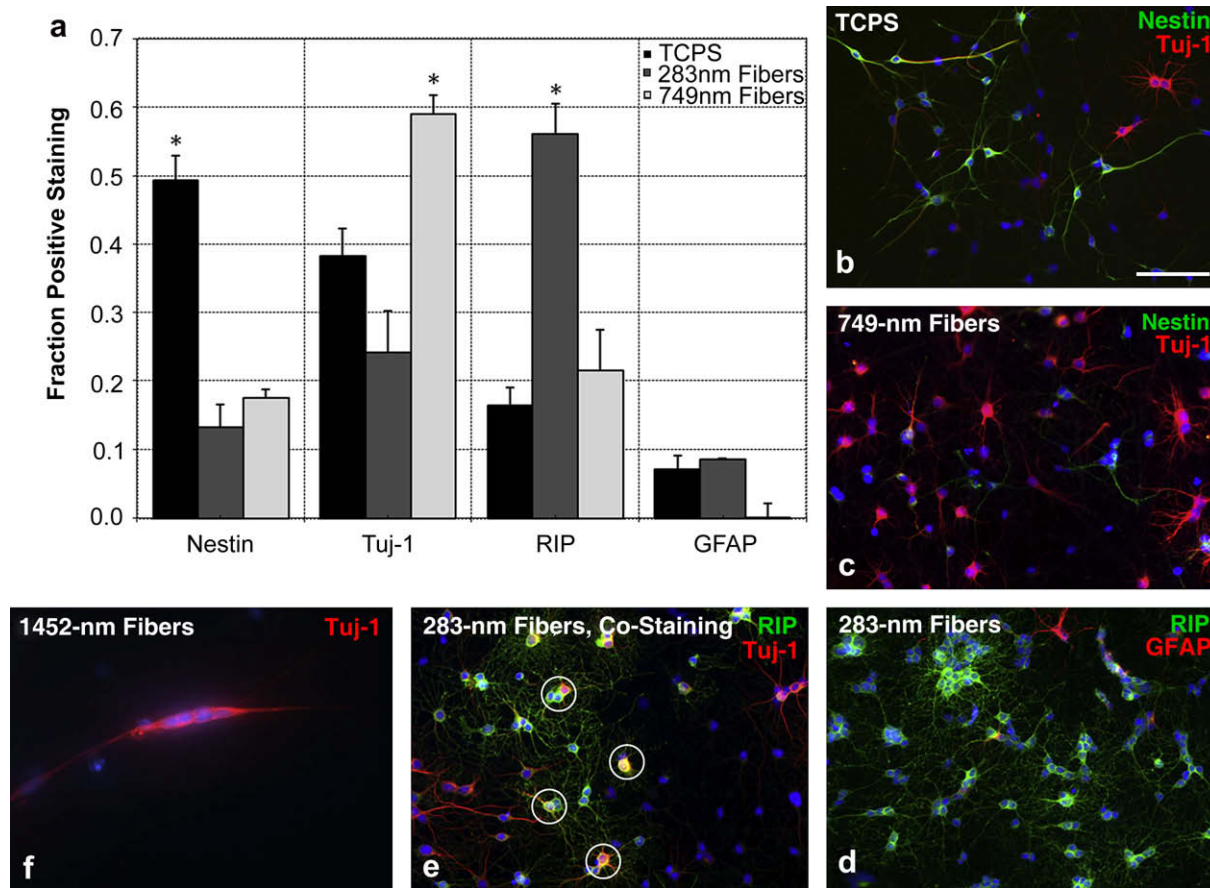 a
0.7
0.6
0.5
0.4
0.3
0.2
0.1
0.0
Fraction Positive Staining
TCPS
283nm Fibers
749nm Fibers
*
*
*
Nestin
Tuj-1
RIP
GFAP
TCPS
Nestin
Tuj-1
b
749-nm Fibers
Nestin
Tuj-1
c
1452-nm Fibers
Tuj-1
f
283-nm Fibers, Co-Staining
RIP
Tuj-1
e
283-nm Fibers
RIP
GFAP
d